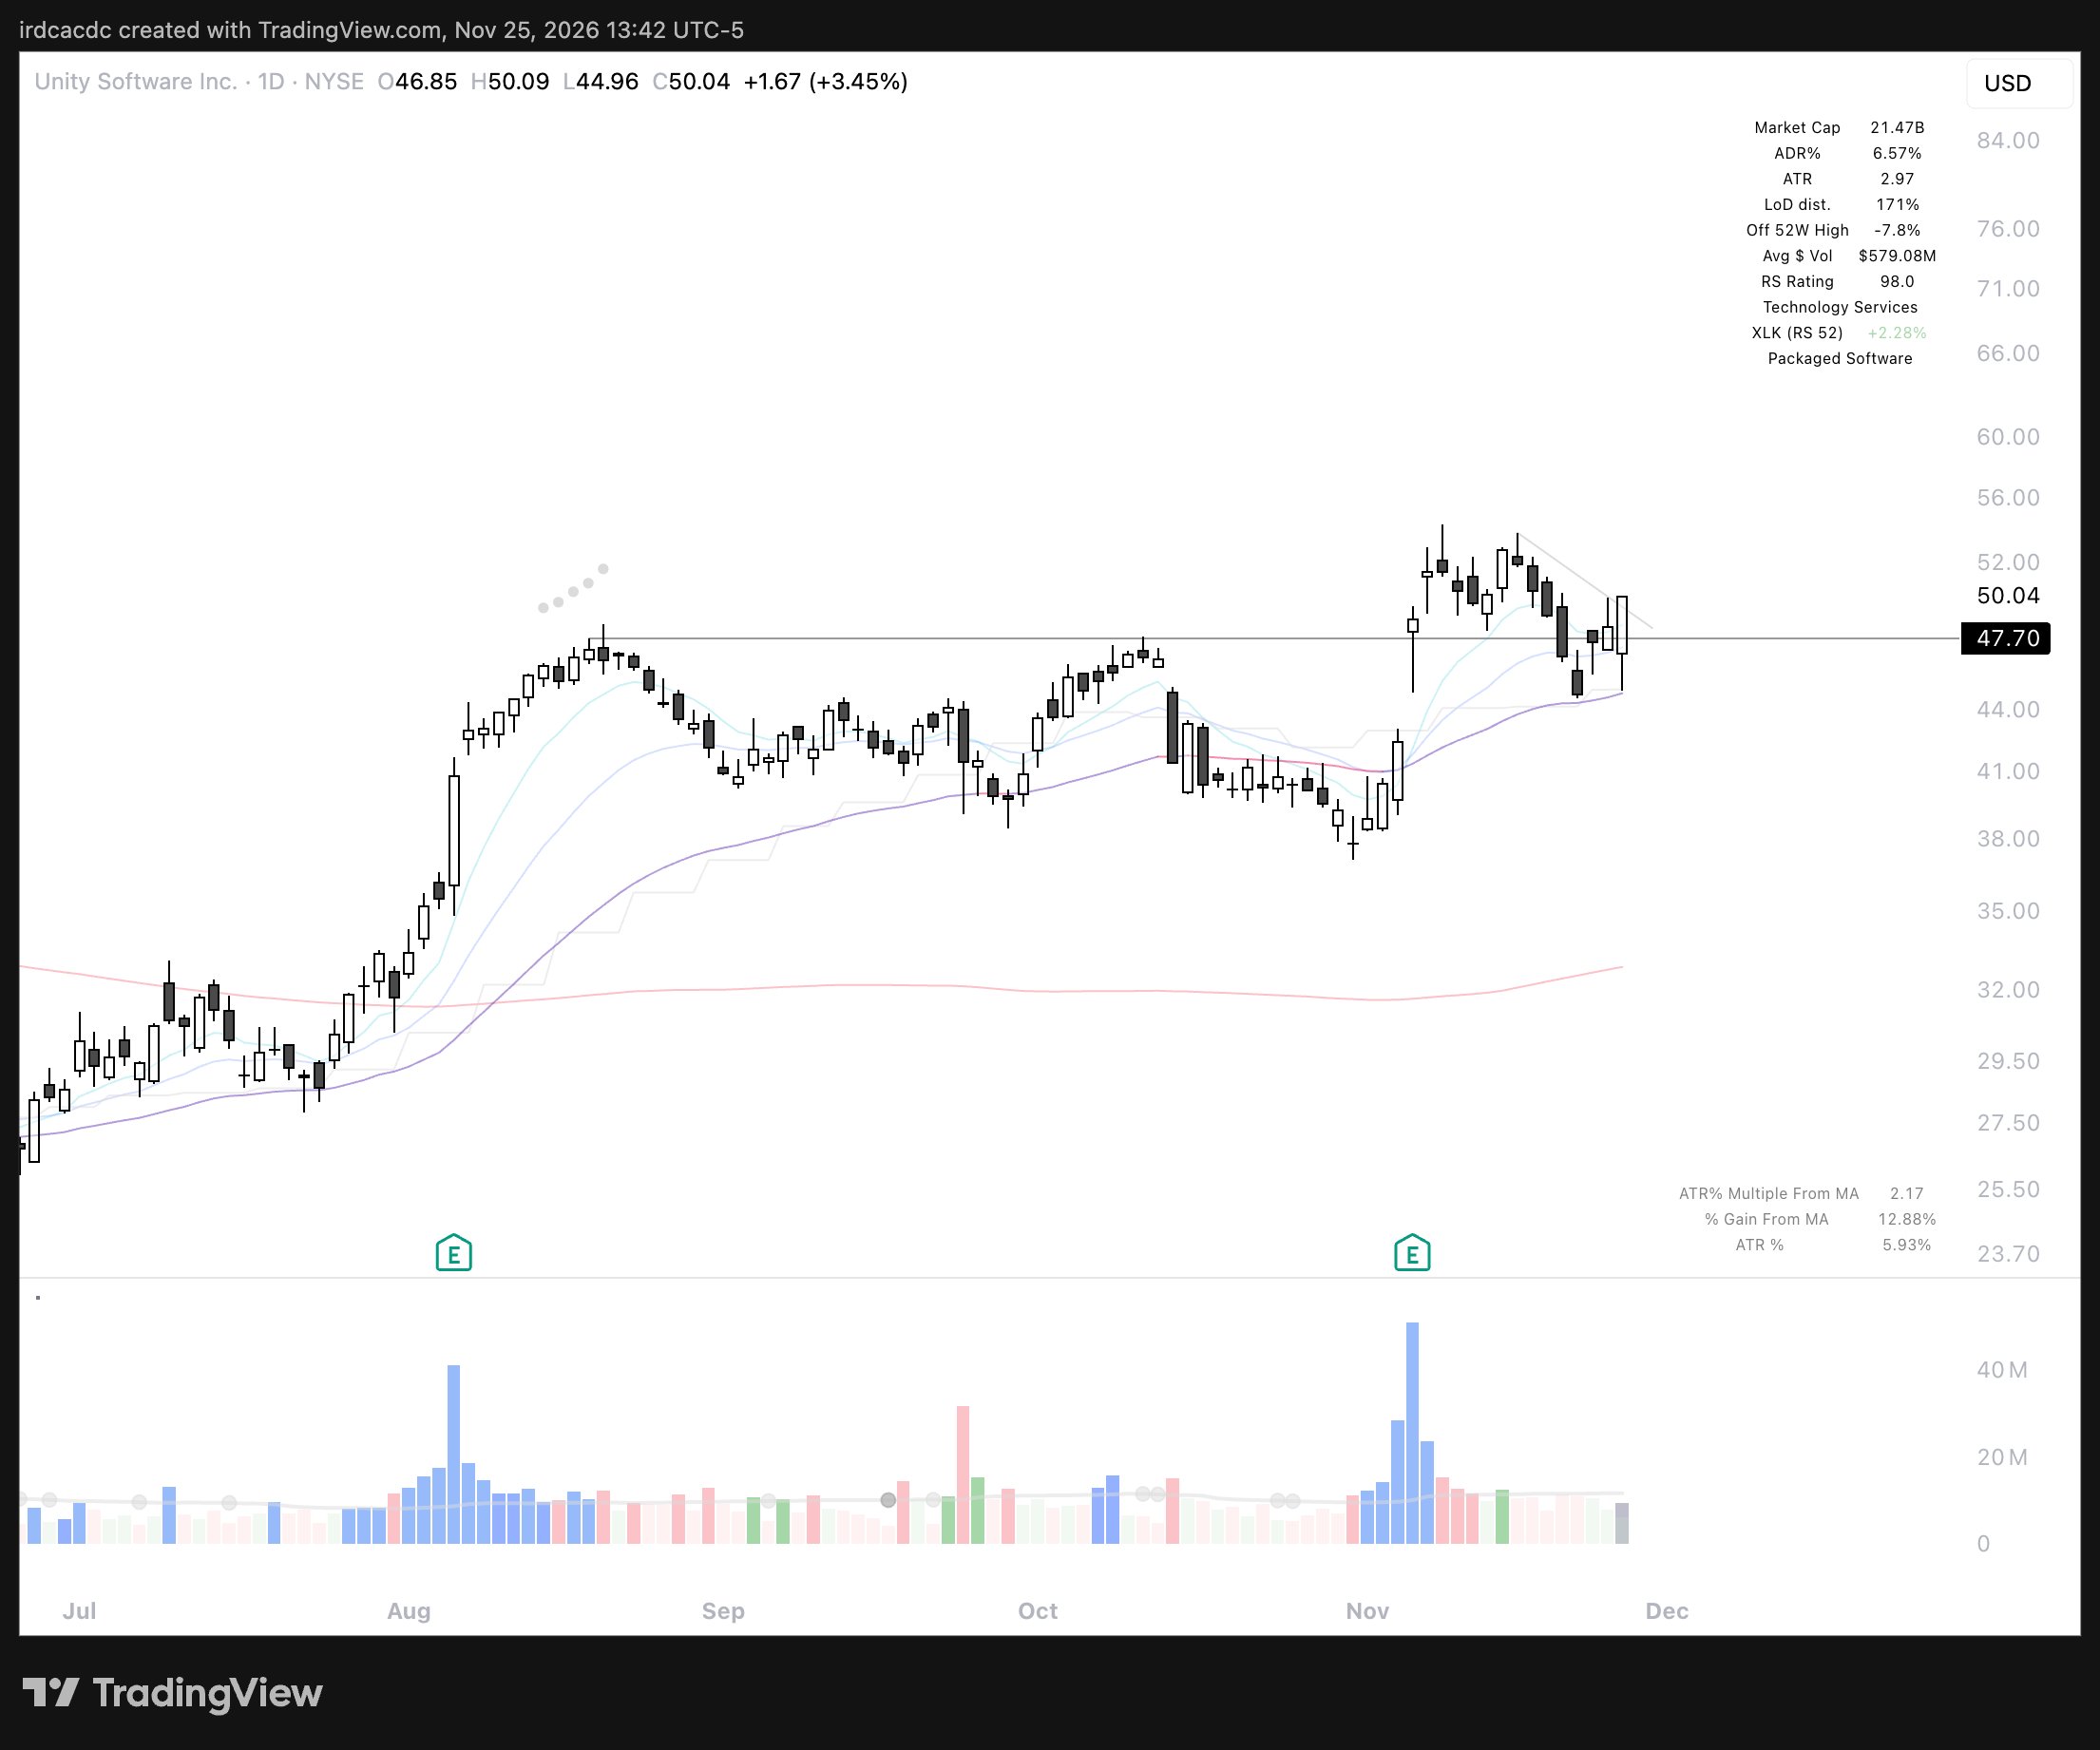 irdcacdc created with TradingView.com, Nov 25, 2026 13:42 UTC-5
Unity Software Inc. · 1D · NYSE O46.85 H50.09 L44.96 C50.04 +1.67 (+3.45%)
USD
Market Cap 21.47B
ADR% 6.57%
ATR 2.97
LoD dist. 171%
Off 52W High -7.8%
Avg $ Vol $579.08M
RS Rating 98.0
Technology Services
XLK (RS 52) +2.28%
Packaged Software
84.00
76.00
71.00
66.00
60.00
56.00
52.00
50.04
47.70
44.00
41.00
38.00
35.00
32.00
29.50
27.50
25.50
23.70
ATR% Multiple From MA 2.17
% Gain From MA 12.88%
ATR % 5.93%
E E
40 M
20 M
0
Jul Aug Sep Oct Nov Dec
TradingView